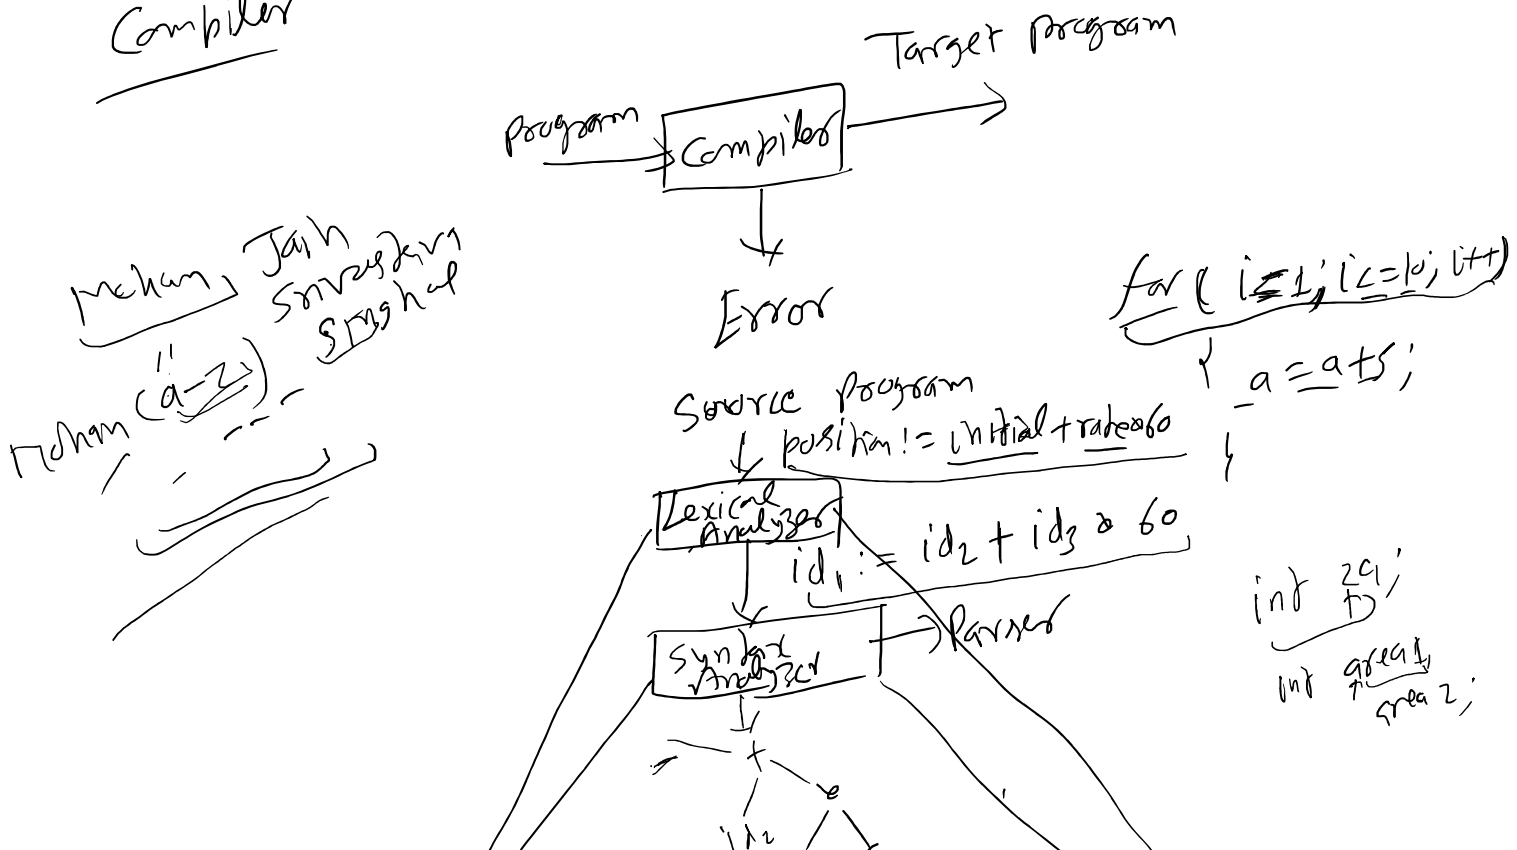 Compiler
Target program
program
Compiler
Error
Mohan Jain
Srivastava
Singhal
(a-z)
Mohan
for( i=1; i<=10; i++)
{
a = a+5;
}
Source program
position := initial + rate*60
Lexical
Analyzer
id1 := id2 + id3 * 60
Syntax
Analyzer
Parser
+
id2
int 2a;
int area1,
area2;